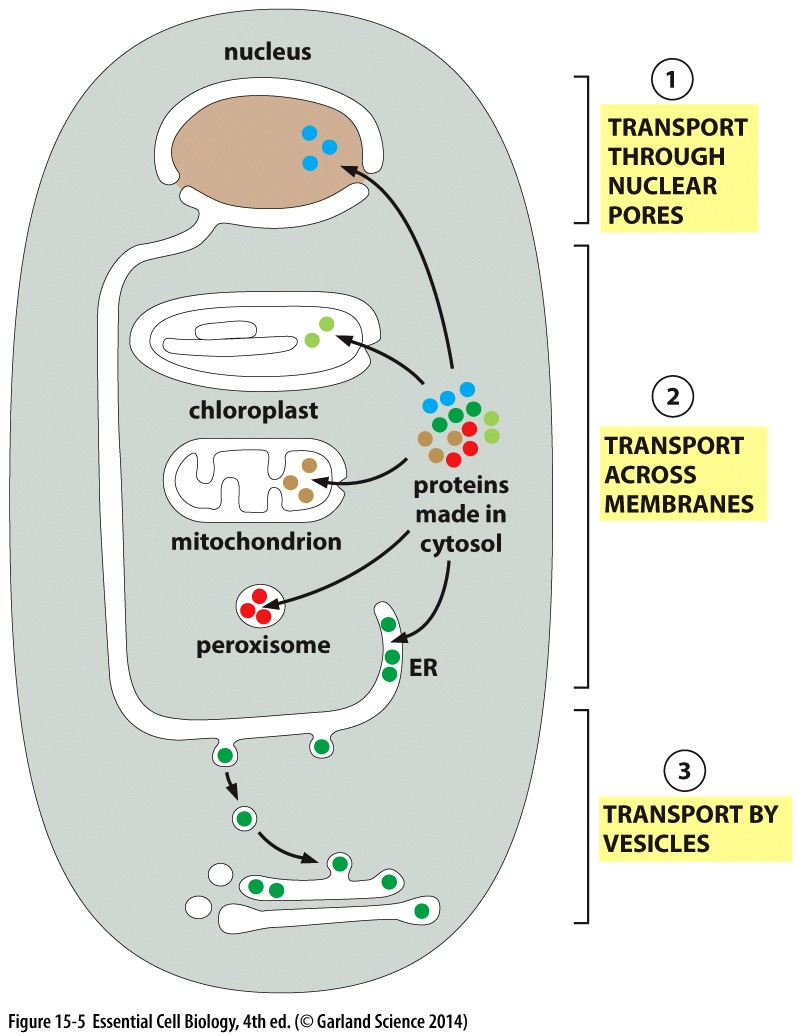 nucleus
1
TRANSPORT
THROUGH
NUCLEAR
PORES
chloroplast
proteins
made in
cytosol
mitochondrion
peroxisome
ER
2
TRANSPORT
ACROSS
MEMBRANES
3
TRANSPORT BY
VESICLES
Figure 15-5 Essential Cell Biology, 4th ed. (© Garland Science 2014)